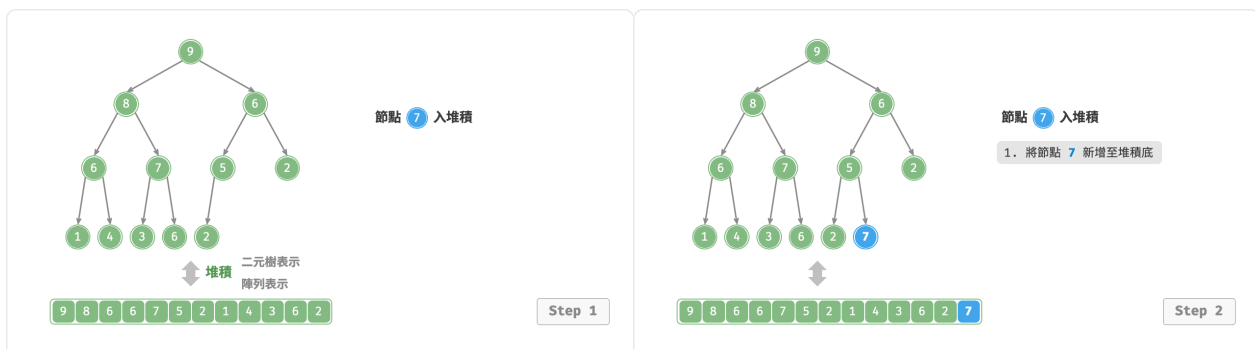 9
節點 7 入堆積
8 6
6 7 5 2
1 4 3 6 2
堆積
二元樹表示
陣列表示
9 8 6 6 7 5 2 1 4 3 6 2
Step 1
9
節點 7 入堆積
8 6
1. 將節點 7 新增至堆積底
6 7 5 2
1 4 3 6 2 7
9 8 6 6 7 5 2 1 4 3 6 2 7
Step 2